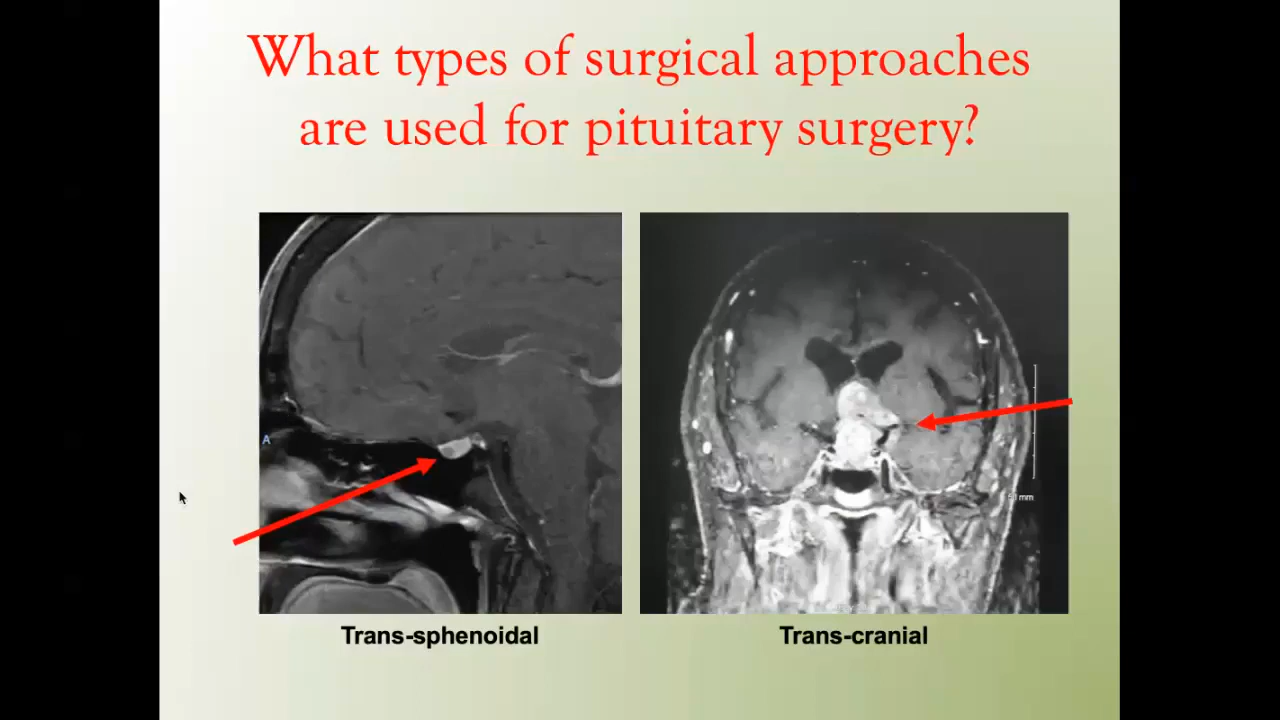 What types of surgical approaches
are used for pituitary surgery?
A
Trans-sphenoidal
Trans-cranial